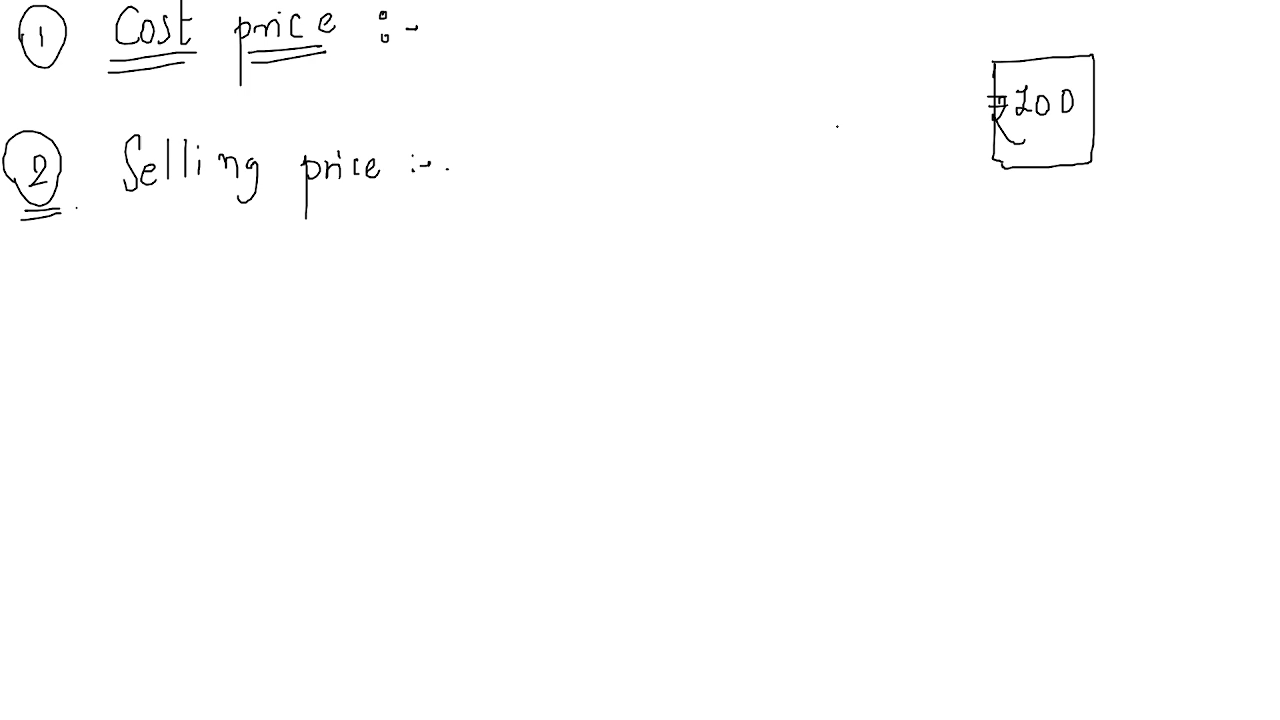 1 Cost price :-
₹200
2 Selling price :-